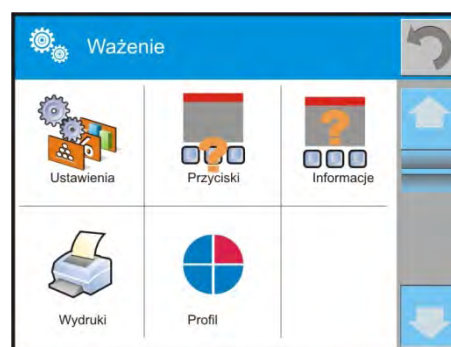 Ważenie
Ustawienia
Przyciski
Informacje
Wydruki
Profil